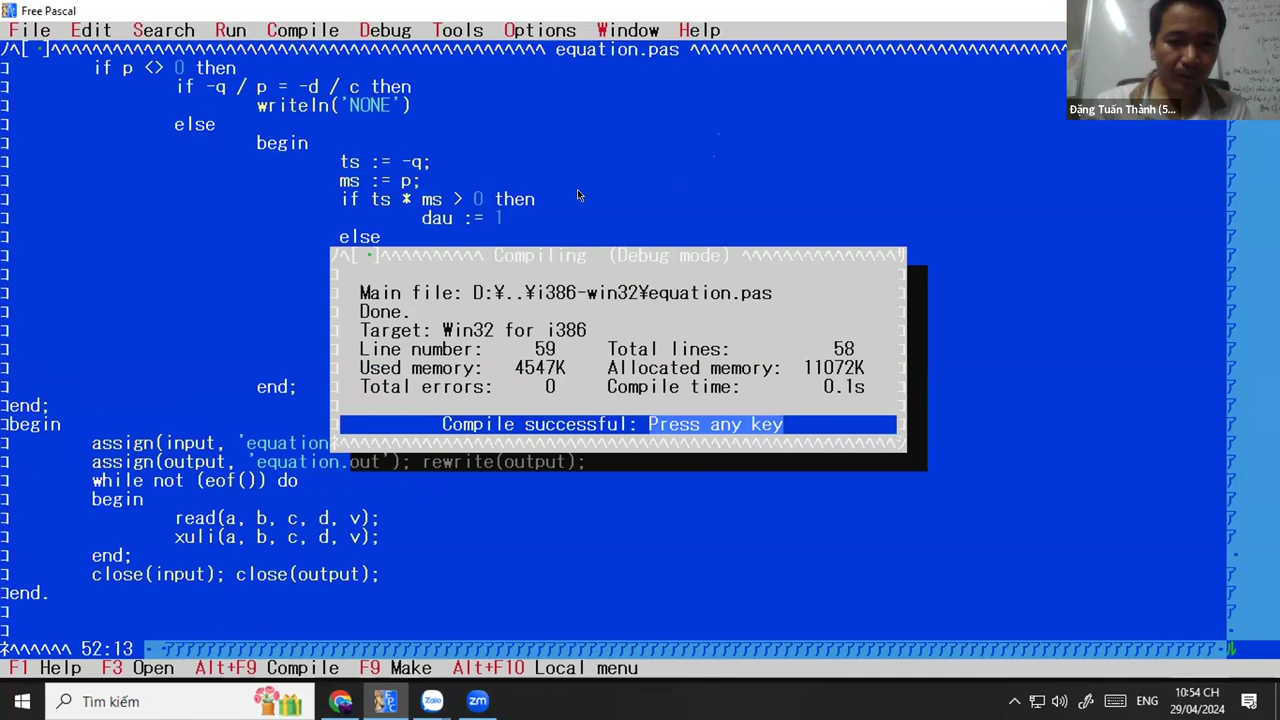 Free Pascal
File Edit Search Run Compile Debug Tools Options Window Help
equation.pas
if p <> 0 then
if -q / p = -d / c then
writeln('NONE')
else
begin
ts := -q;
ms := p;
if ts * ms > 0 then
dau := 1
else
Compiling (Debug mode)
Main file: D:¥..¥i386-win32¥equation.pas
Done.
Target: Win32 for i386
Line number: 59 Total lines: 58
Used memory: 4547K Allocated memory: 11072K
Total errors: 0 Compile time: 0.1s
Compile successful: Press any key
end;
end;
begin
assign(input, 'equation.
assign(output, 'equation.out'); rewrite(output);
while not (eof()) do
begin
read(a, b, c, d, v);
xuli(a, b, c, d, v);
end;
close(input); close(output);
end.
52:13
F1 Help F3 Open Alt+F9 Compile F9 Make Alt+F10 Local menu
Đặng Tuấn Thành (5...
Tìm kiếm
Zalo
zm
ENG
10:54 CH
29/04/2024